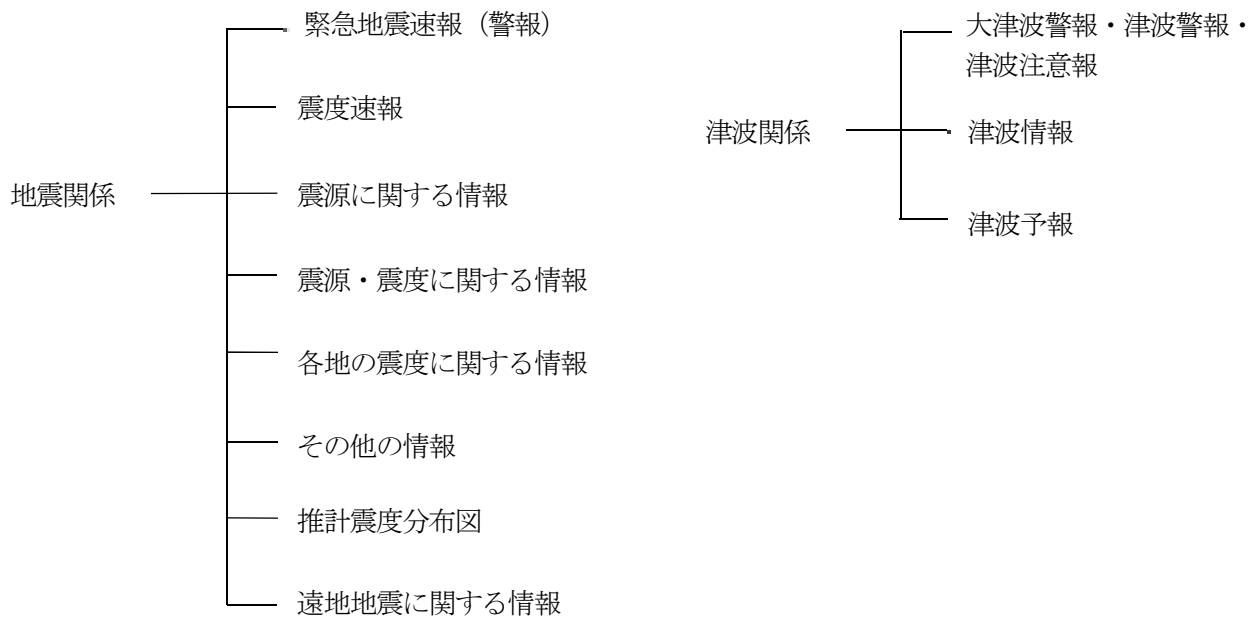 地震関係
緊急地震速報（警報）
震度速報
震源に関する情報
震源・震度に関する情報
各地の震度に関する情報
その他の情報
推計震度分布図
遠地地震に関する情報
津波関係
大津波警報・津波警報・
津波注意報
津波情報
津波予報